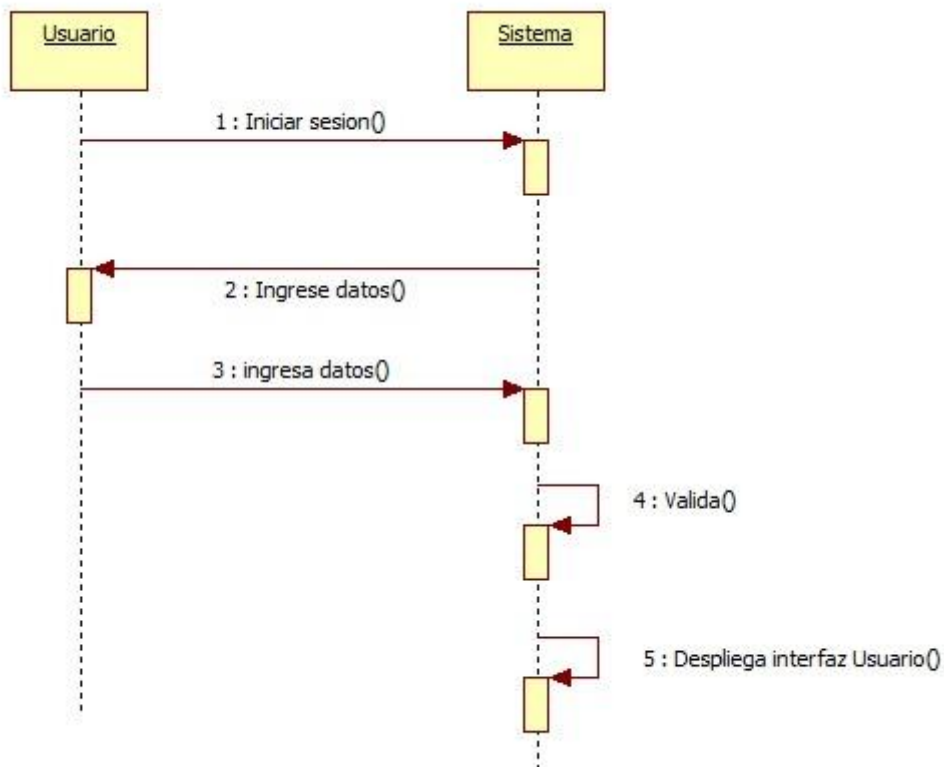 Usuario
Sistema
1 : Iniciar sesion()
2 : Ingrese datos()
3 : ingresa datos()
4 : Valida()
5 : Despliega interfaz Usuario()